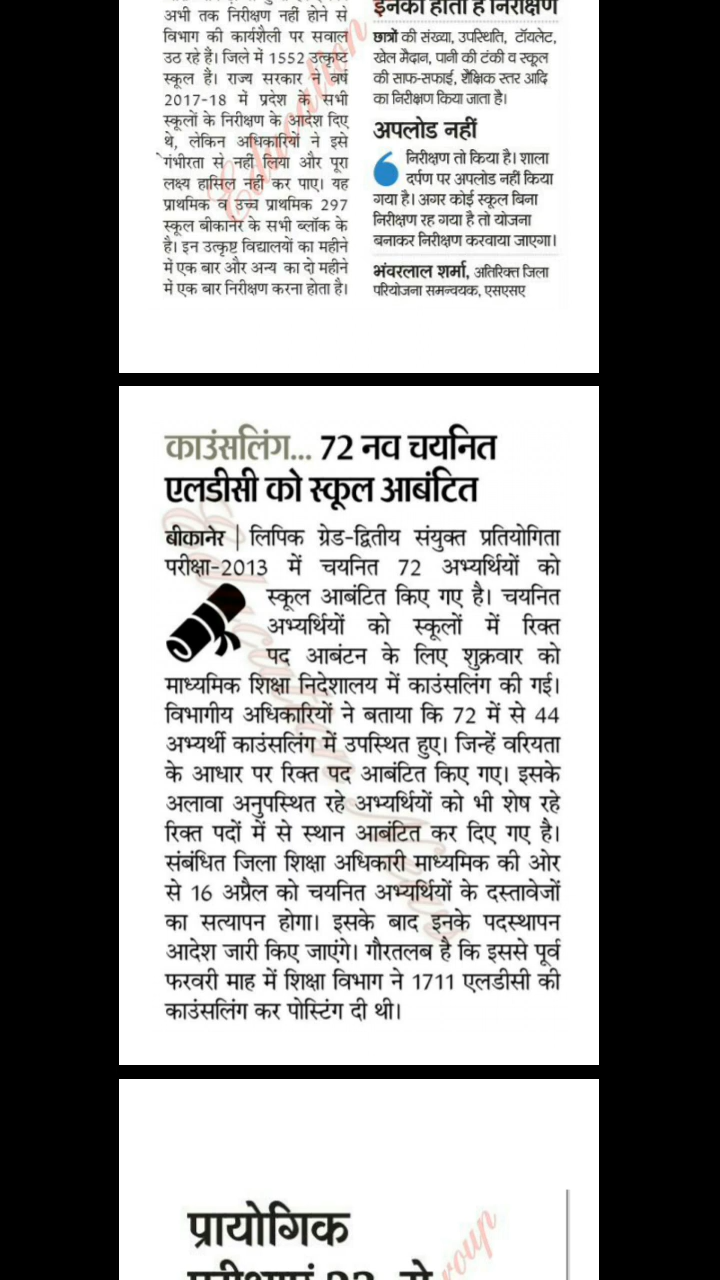 अभी तक निरीक्षण नहीं होने से
विभाग की कार्यशैली पर सवाल
उठ रहे हैं। जिले में 1552 उत्कृष्ट
स्कूल है। राज्य सरकार ने वर्ष
2017-18 में प्रदेश के सभी
स्कूलों के निरीक्षण के आदेश दिए
थे, लेकिन अधिकारियों ने इसे
गंभीरता से नहीं लिया और पूरा
लक्ष्य हासिल नहीं कर पाए। यह
प्राथमिक व उच्च प्राथमिक 297
स्कूल बीकानेर के सभी ब्लॉक के
है। इन उत्कृष्ट विद्यालयों का महीने
में एक बार और अन्य का दो महीने
में एक बार निरीक्षण करना होता है।
इनका होता है निरीक्षण
छात्रों की संख्या, उपस्थिति, टॉयलेट,
खेल मैदान, पानी की टंकी व स्कूल
की साफ-सफाई, शैक्षिक स्तर आदि
का निरीक्षण किया जाता है।
अपलोड नहीं
निरीक्षण तो किया है। शाला
दर्पण पर अपलोड नहीं किया
गया है। अगर कोई स्कूल बिना
निरीक्षण रह गया है तो योजना
बनाकर निरीक्षण करवाया जाएगा।
भंवरलाल शर्मा, अतिरिक्त जिला
परियोजना समन्वयक, एसएसए
Education
काउंसलिंग... 72 नव चयनित
एलडीसी को स्कूल आबंटित
बीकानेर | लिपिक ग्रेड-द्वितीय संयुक्त प्रतियोगिता
परीक्षा-2013 में चयनित 72 अभ्यर्थियों को
स्कूल आबंटित किए गए है। चयनित
अभ्यर्थियों को स्कूलों में रिक्त
पद आबंटन के लिए शुक्रवार को
माध्यमिक शिक्षा निदेशालय में काउंसलिंग की गई।
विभागीय अधिकारियों ने बताया कि 72 में से 44
अभ्यर्थी काउंसलिंग में उपस्थित हुए। जिन्हें वरियता
के आधार पर रिक्त पद आबंटित किए गए। इसके
अलावा अनुपस्थित रहे अभ्यर्थियों को भी शेष रहे
रिक्त पदों में से स्थान आबंटित कर दिए गए है।
संबंधित जिला शिक्षा अधिकारी माध्यमिक की ओर
से 16 अप्रैल को चयनित अभ्यर्थियों के दस्तावेजों
का सत्यापन होगा। इसके बाद इनके पदस्थापन
आदेश जारी किए जाएंगे। गौरतलब है कि इससे पूर्व
फरवरी माह में शिक्षा विभाग ने 1711 एलडीसी की
काउंसलिंग कर पोस्टिंग दी थी।
Education News
प्रायोगिक